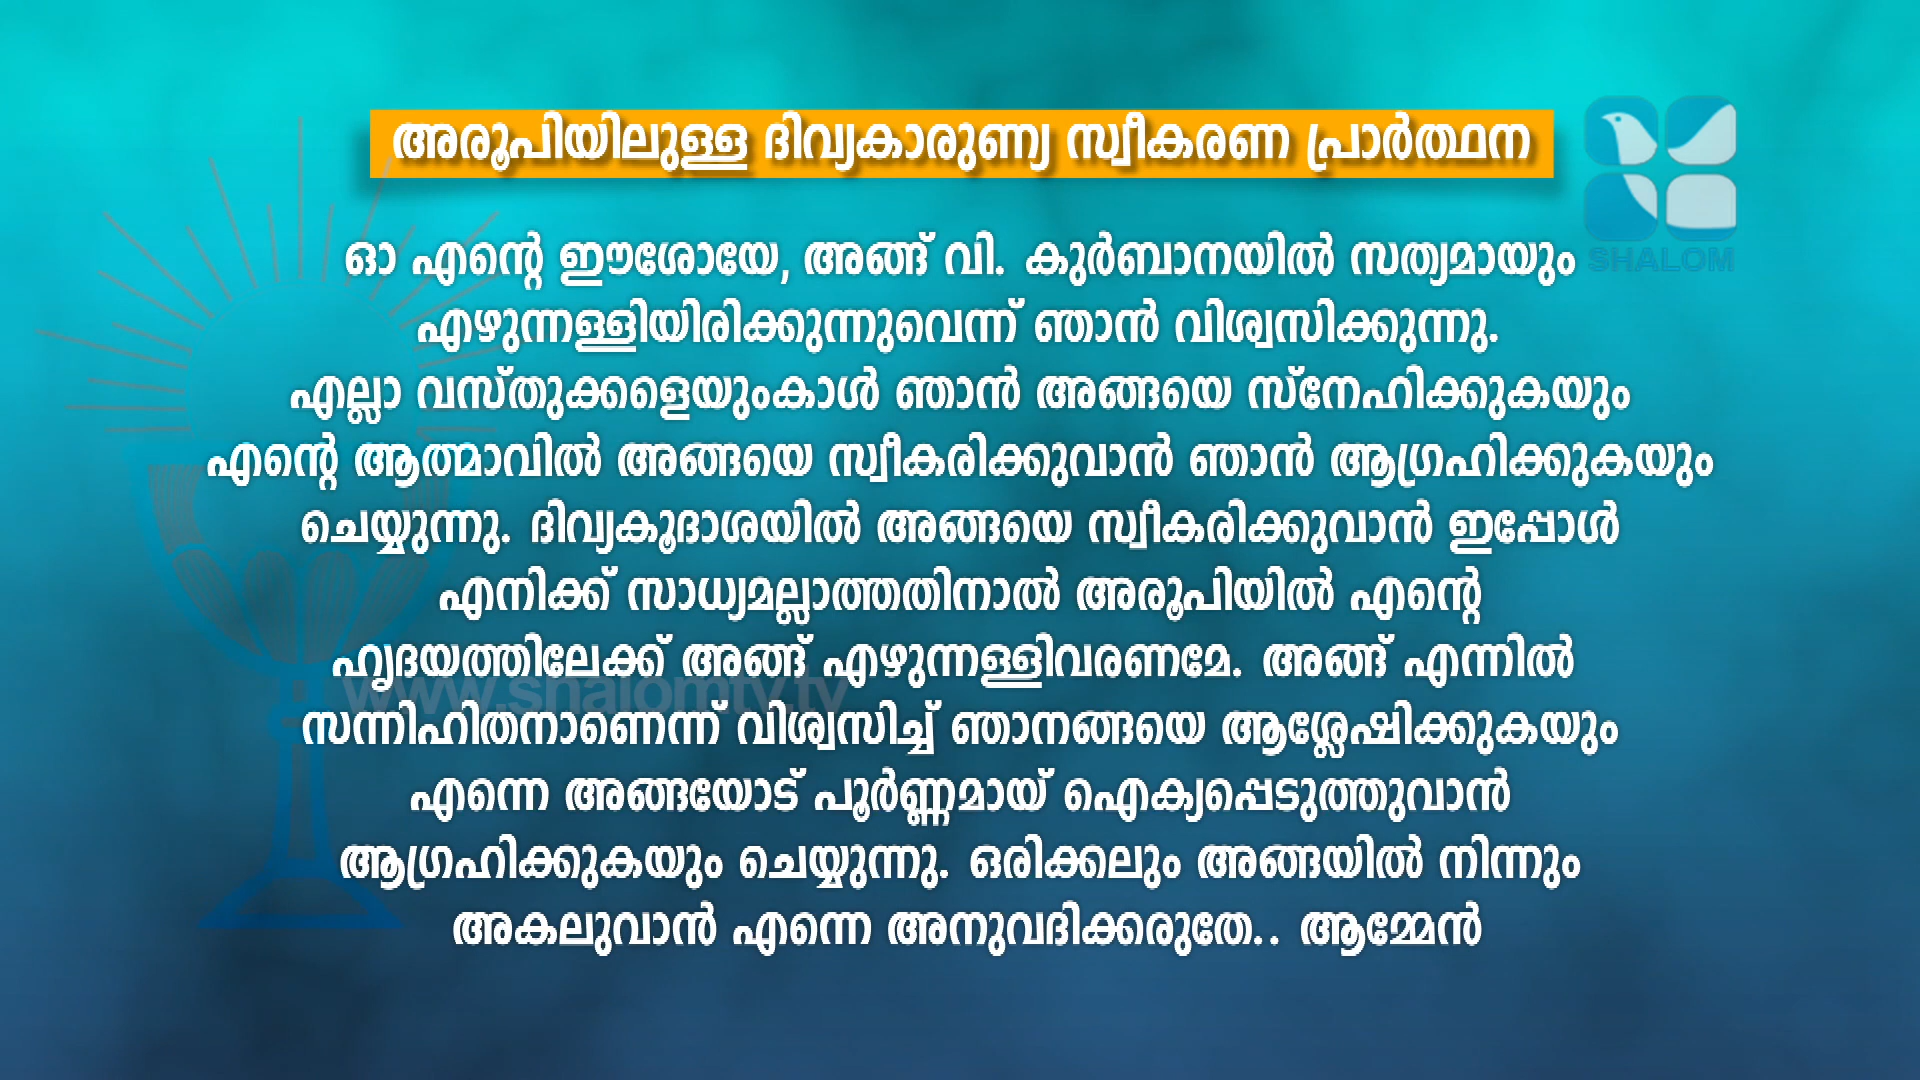 അരൂപിയിലുള്ള ദിവ്യകാരുണ്യ സ്വീകരണ പ്രാർത്ഥന
SHALOM
ഓ എന്റെ ഈശോയേ, അങ്ങ് വി. കുർബാനയിൽ സത്യമായും
എഴുന്നള്ളിയിരിക്കുന്നുവെന്ന് ഞാൻ വിശ്വസിക്കുന്നു.
എല്ലാ വസ്തുക്കളെയുംകാൾ ഞാൻ അങ്ങയെ സ്നേഹിക്കുകയും
എന്റെ ആത്മാവിൽ അങ്ങയെ സ്വീകരിക്കുവാൻ ഞാൻ ആഗ്രഹിക്കുകയും
ചെയ്യുന്നു. ദിവ്യകൂദാശയിൽ അങ്ങയെ സ്വീകരിക്കുവാൻ ഇപ്പോൾ
എനിക്ക് സാധ്യമല്ലാത്തതിനാൽ അരൂപിയിൽ എന്റെ
ഹൃദയത്തിലേക്ക് അങ്ങ് എഴുന്നള്ളിവരണമേ. അങ്ങ് എന്നിൽ
www.shalomtv.tv
സന്നിഹിതനാണെന്ന് വിശ്വസിച്ച് ഞാനങ്ങയെ ആശ്ലേഷിക്കുകയും
എന്നെ അങ്ങയോട് പൂർണ്ണമായ് ഐക്യപ്പെടുത്തുവാൻ
ആഗ്രഹിക്കുകയും ചെയ്യുന്നു. ഒരിക്കലും അങ്ങയിൽ നിന്നും
അകലുവാൻ എന്നെ അനുവദിക്കരുതേ.. ആമ്മേൻ